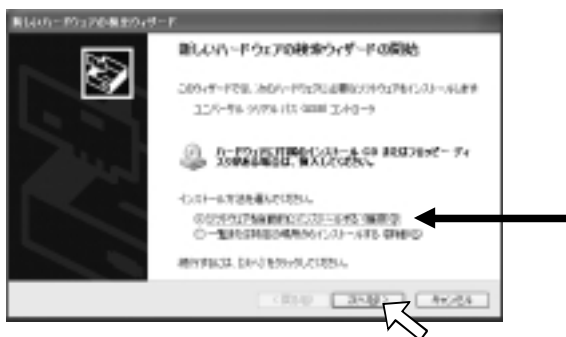 新しいハードウェアの検索ウィザード
新しいハードウェアの検索ウィザードの開始
このウィザードでは、次のハードウェアに必要なソフトウェアをインストールします:
ユニバーサル シリアル バス (USB) コントローラ
ハードウェアに付属のインストール CD またはフロッピー ディ
スクがある場合は、挿入してください。
インストール方法を選んでください。
ソフトウェアを自動的にインストールする (推奨)(I)
一覧または特定の場所からインストールする (詳細)(S)
続行するには、[次へ] をクリックしてください。
< 戻る(B) 次へ(N) > キャンセル